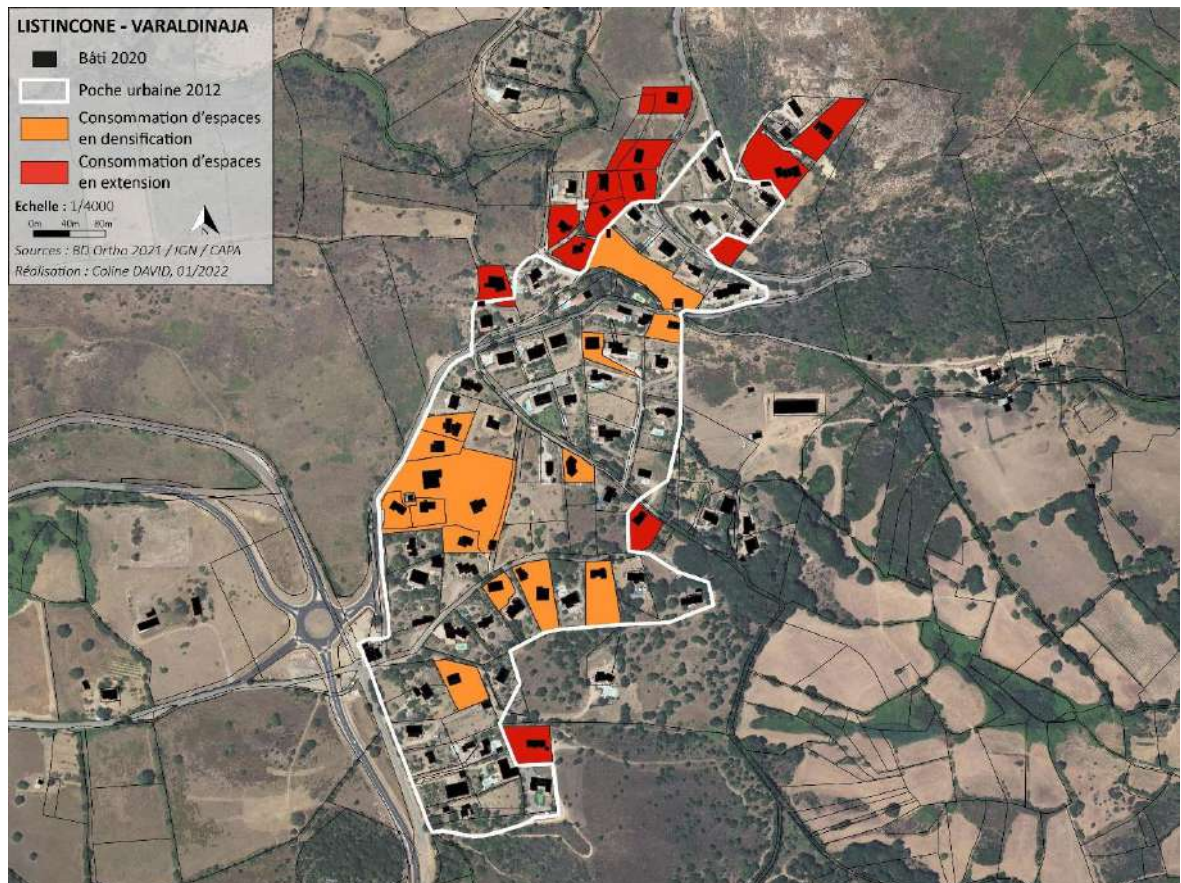 LISTINCONE - VARALDINAJA
Bâti 2020
Poche urbaine 2012
Consommation d'espaces
en densification
Consommation d'espaces
en extension
Echelle : 1/4000
0m 40m 80m
Sources : BD Ortho 2021 / IGN / CAPA
Réalisation : Coline DAVID, 01/2022